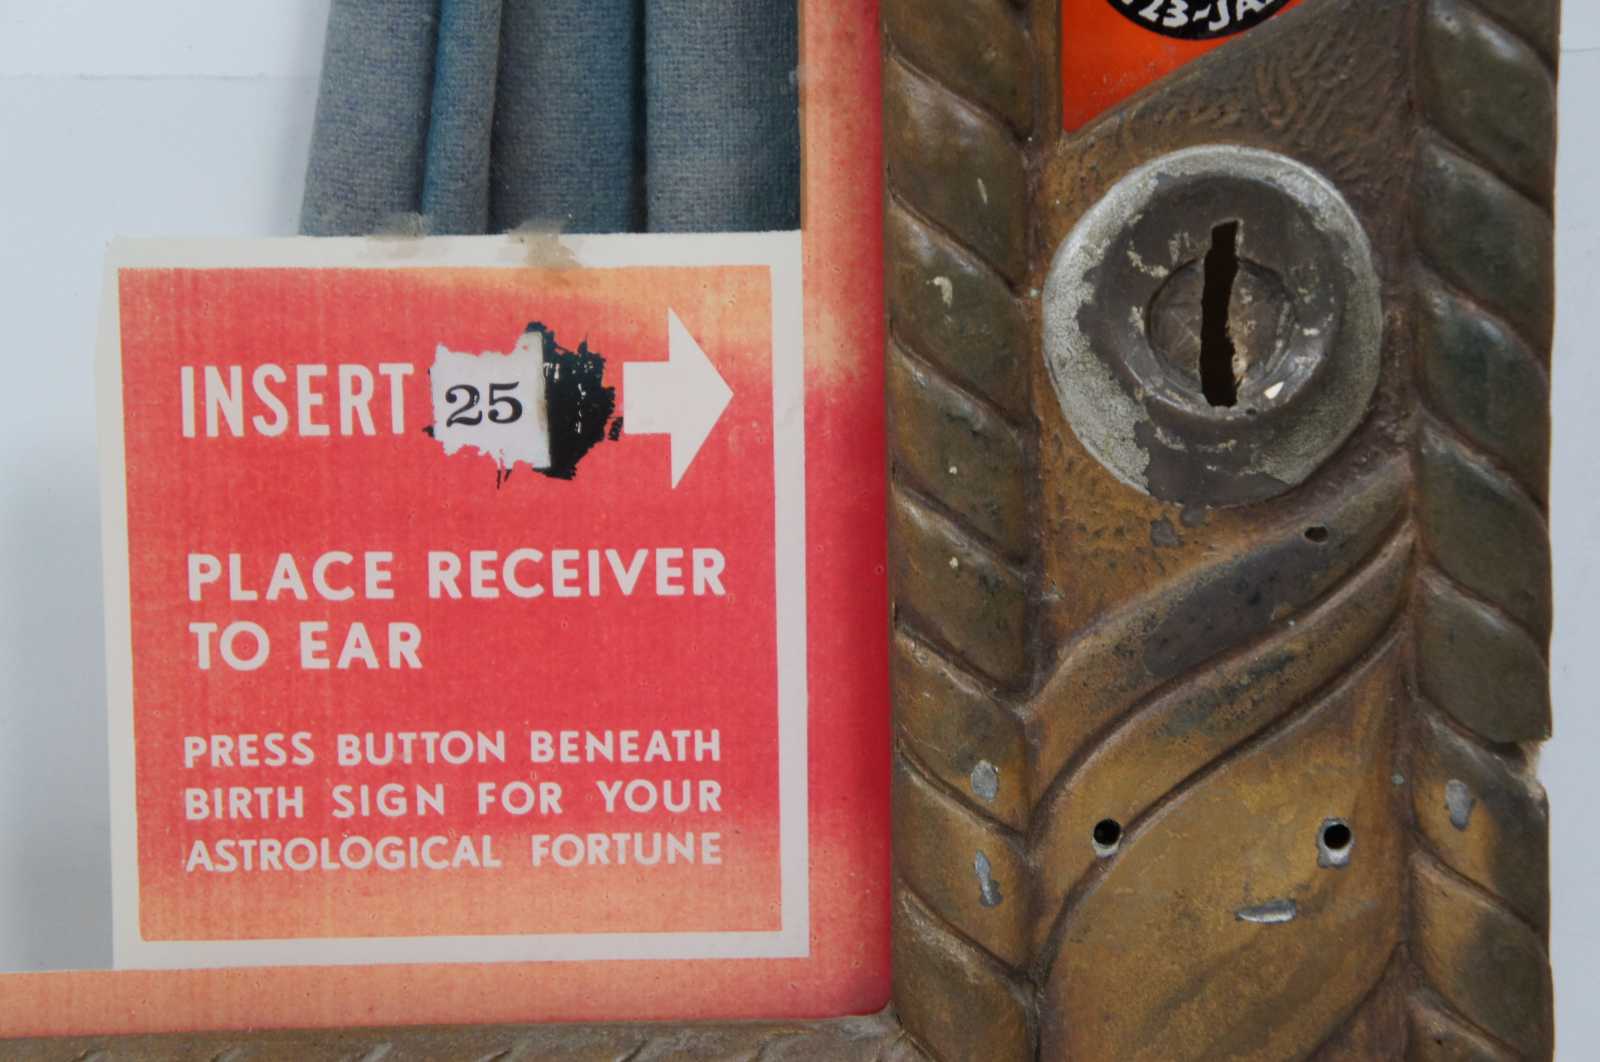 INSERT 25
PLACE RECEIVER
TO EAR
PRESS BUTTON BENEATH
BIRTH SIGN FOR YOUR
ASTROLOGICAL FORTUNE